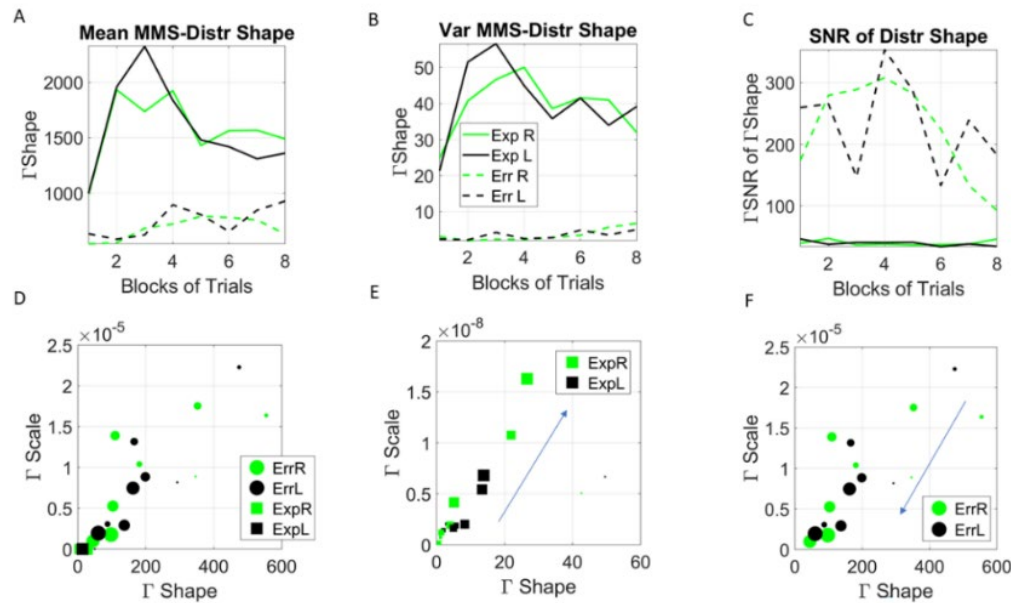 A
Mean MMS-Distr Shape
2000
1500
1000
ΓShape
2 4 6 8
Blocks of Trials
B
Var MMS-Distr Shape
50
40
30
20
10
ΓShape
Exp R
Exp L
Err R
Err L
2 4 6 8
Blocks of Trials
C
SNR of Distr Shape
300
200
100
ΓSNR of ΓShape
2 4 6 8
Blocks of Trials
D
×10-5
2.5
2
1.5
1
0.5
0
Γ Scale
ErrR
ErrL
ExpR
ExpL
0 200 400 600
Γ Shape
E
×10-8
2
1.5
1
0.5
0
Γ Scale
ExpR
ExpL
0 20 40 60
Γ Shape
F
×10-5
2.5
2
1.5
1
0.5
0
Γ Scale
ErrR
ErrL
0 200 400 600
Γ Shape